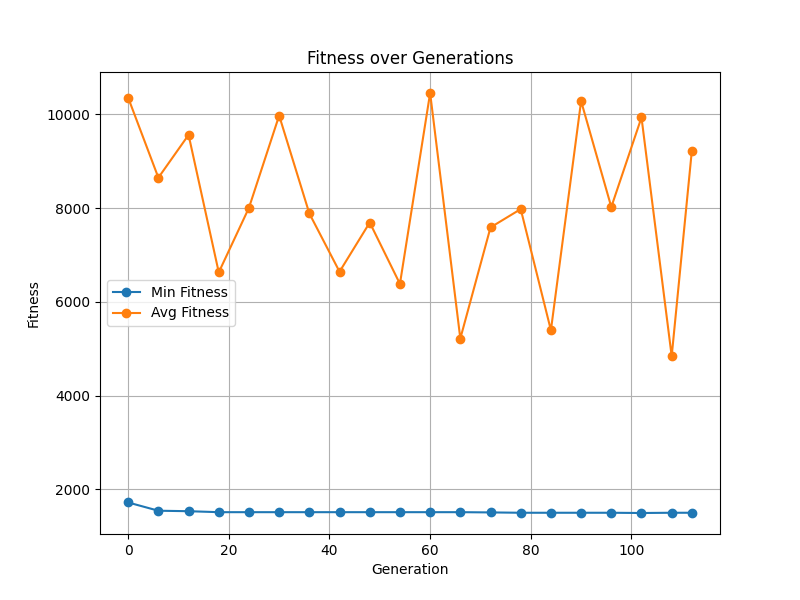 Fitness over Generations
10000
8000
6000
4000
2000
Fitness
Min Fitness
Avg Fitness
0 20 40 60 80 100
Generation